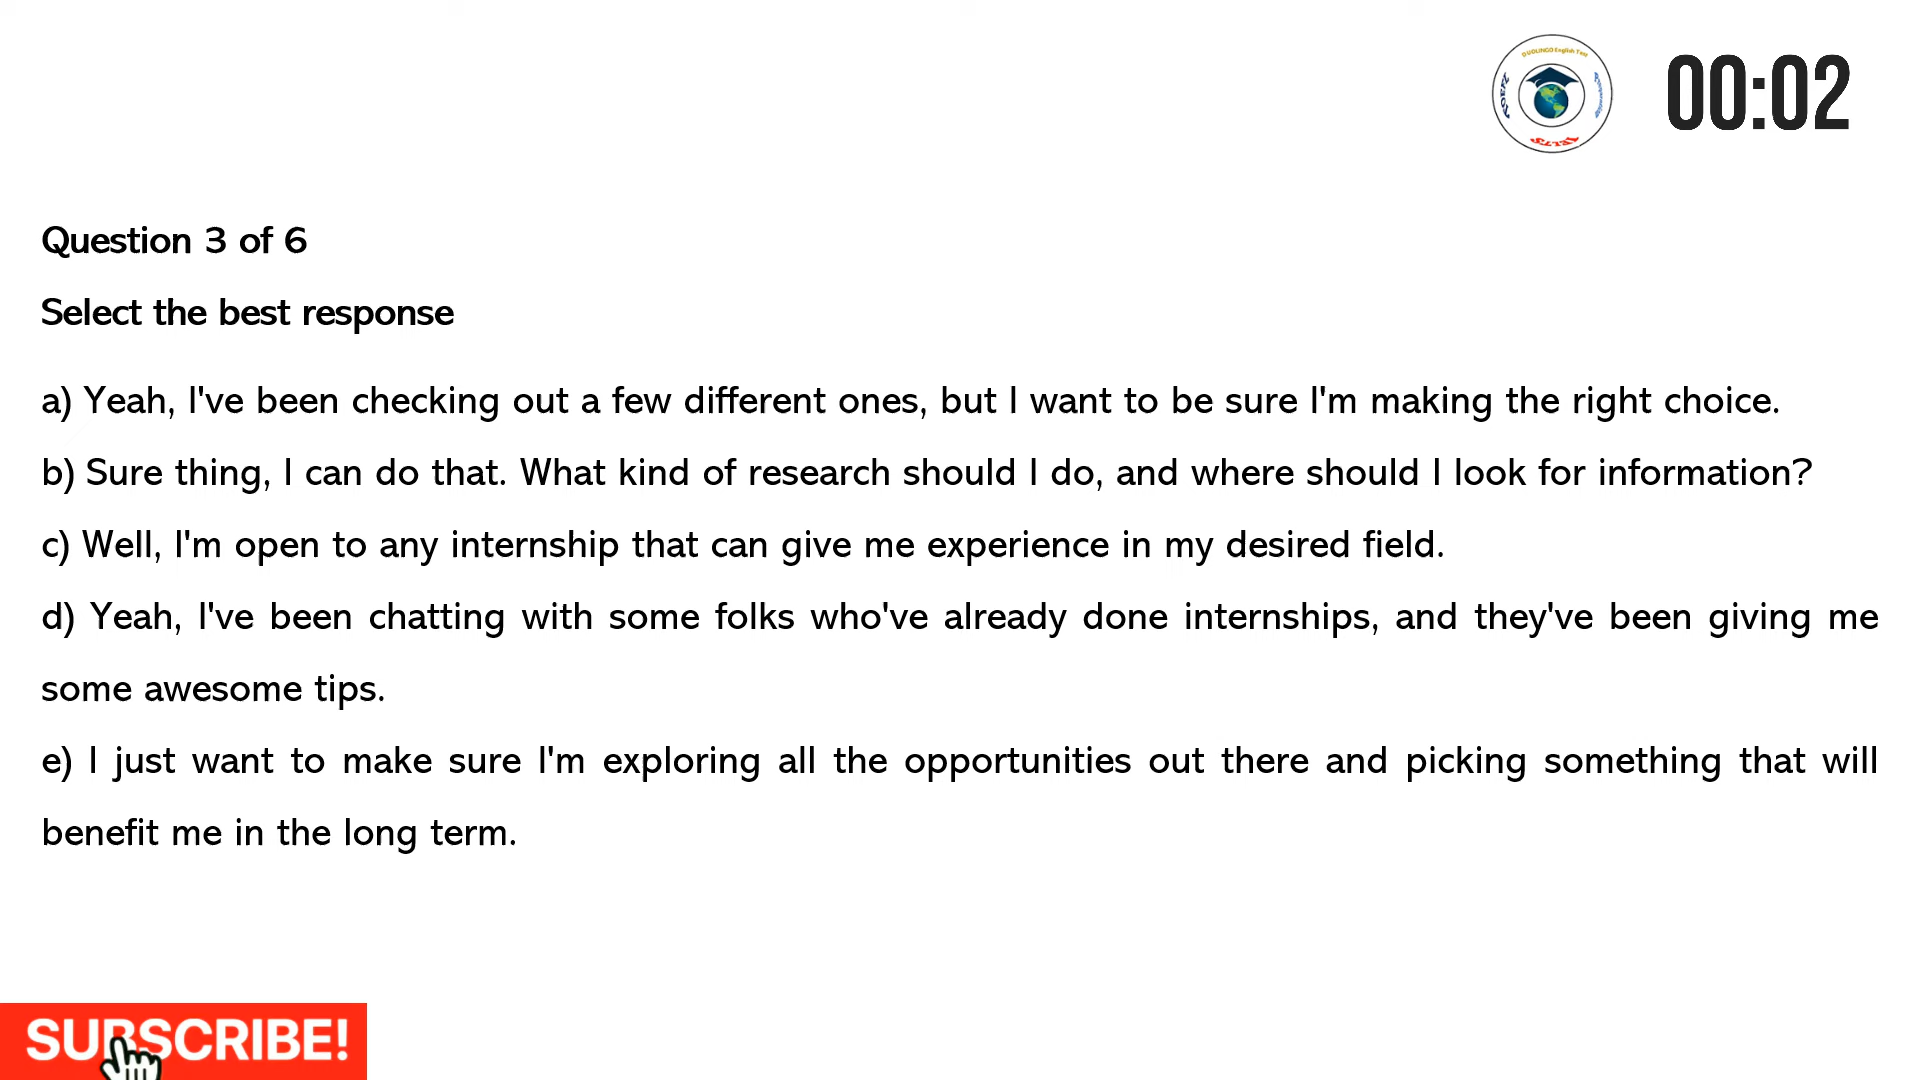 DUOLINGO English Test
00:02
Question 3 of 6
Select the best response
a) Yeah, I've been checking out a few different ones, but I want to be sure I'm making the right choice.
b) Sure thing, I can do that. What kind of research should I do, and where should I look for information?
c) Well, I'm open to any internship that can give me experience in my desired field.
d) Yeah, I've been chatting with some folks who've already done internships, and they've been giving me
some awesome tips.
e) I just want to make sure I'm exploring all the opportunities out there and picking something that will
benefit me in the long term.
SUBSCRIBE!